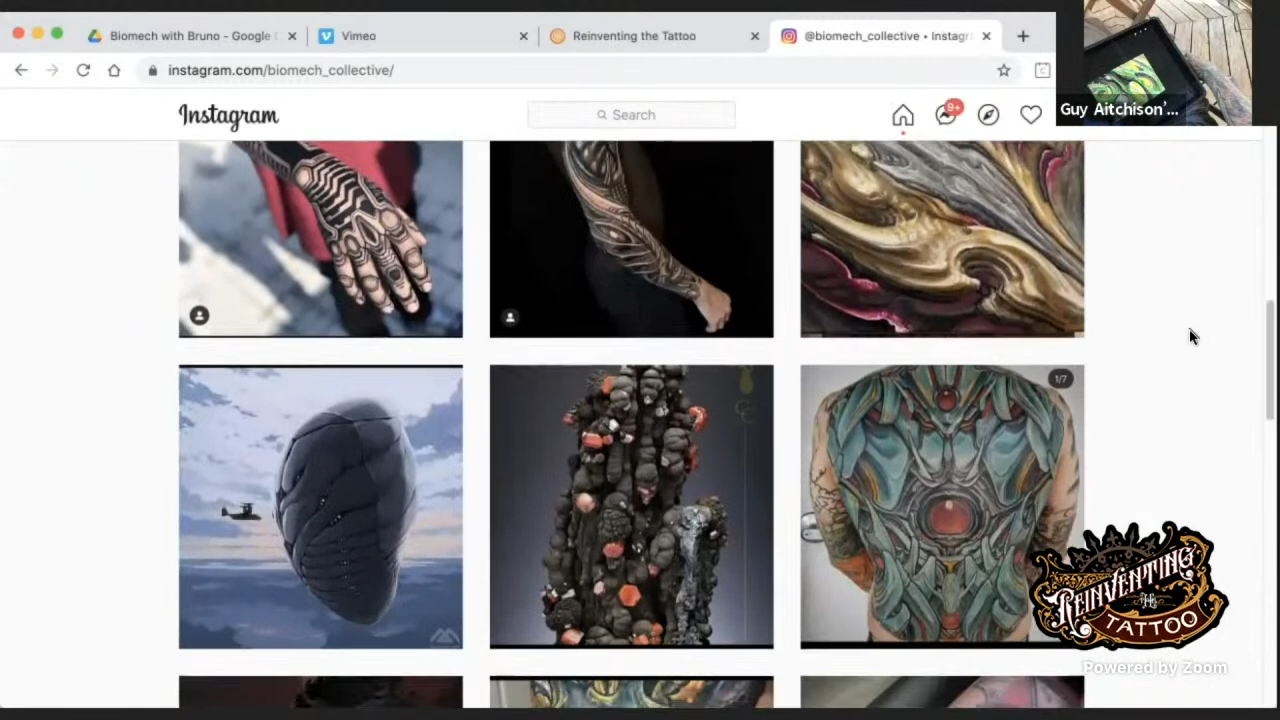 Biomech with Bruno - Google D
Vimeo
Reinventing the Tattoo
@biomech_collective • Instagr
instagram.com/biomech_collective/
Instagram
Search
9+
Guy Aitchison'...
1/7
REINVENTING
THE
TATTOO
Powered by Zoom